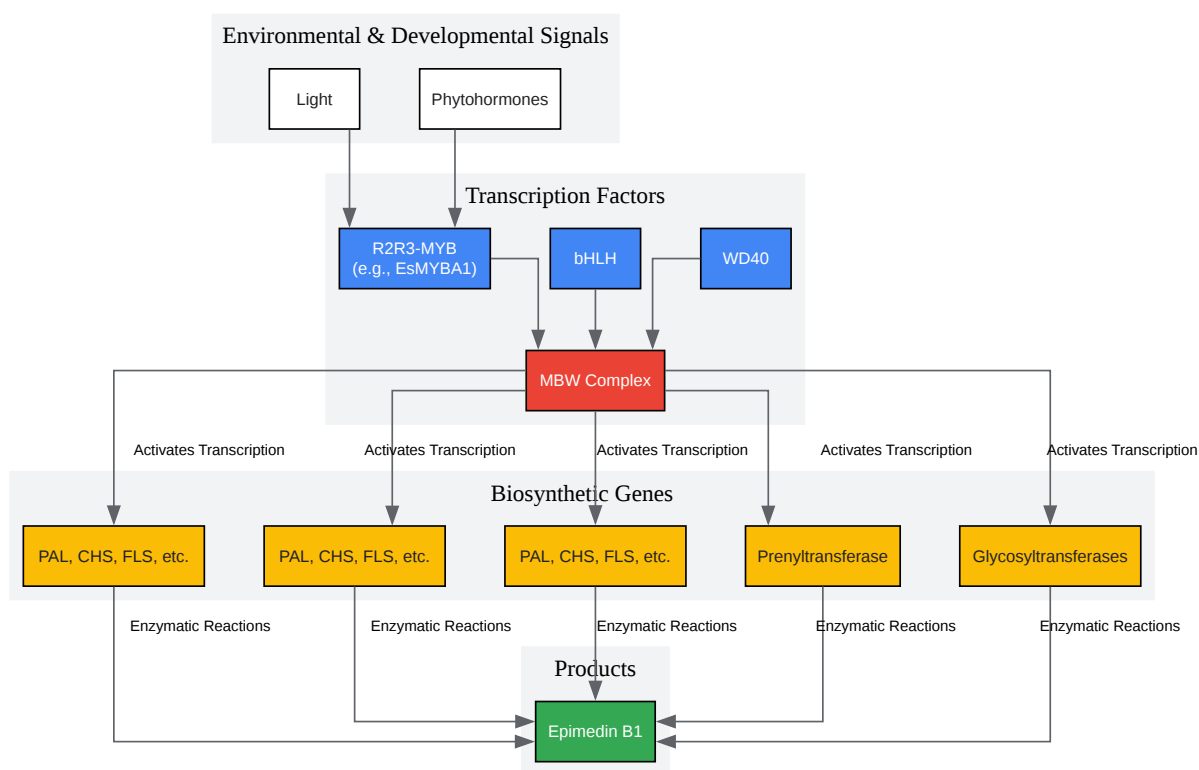 Environmental & Developmental Signals
Light
Phytohormones
Transcription Factors
R2R3-MYB
(e.g., EsMYBA1)
bHLH
WD40
MBW Complex
Activates Transcription
Activates Transcription
Activates Transcription
Activates Transcription
Activates Transcription
Biosynthetic Genes
PAL, CHS, FLS, etc.
PAL, CHS, FLS, etc.
PAL, CHS, FLS, etc.
Prenyltransferase
Glycosyltransferases
Enzymatic Reactions
Enzymatic Reactions
Enzymatic Reactions
Enzymatic Reactions
Enzymatic Reactions
Products
Epimedin B1